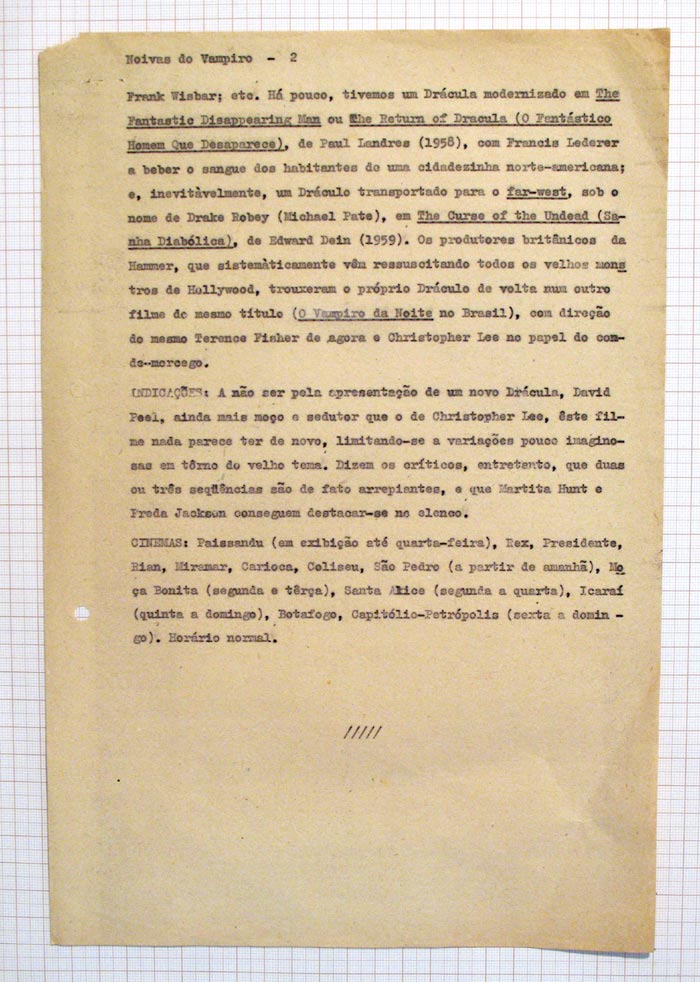 Noivas do Vampiro - 2
Frank Wisbar; etc. Há pouco, tivemos um Drácula modernizado em The
Fantastic Disappearing Man ou The Return of Dracula (O Fantástico
Homem Que Desaparece), de Paul Landres (1958), com Francis Lederer
a beber o sangue dos habitantes de uma cidadezinha norte-americana;
e, inevitàvelmente, um Dráculo transportado para o far-west, sob o
nome de Drake Robey (Michael Pate), em The Curse of the Undead (Sa-
nha Diabólica), de Edward Dein (1959). Os produtores britânicos da
Hammer, que sistemàticamente vêm ressuscitando todos os velhos mons
tros de Hollywood, trouxeram o próprio Dráculo de volta num outro
filme do mesmo título (O Vampiro da Noite no Brasil), com direção
do mesmo Terence Fisher de agora e Christopher Lee no papel do con-
de-morcego.
INDICAÇÕES: A não ser pela apresentação de um novo Drácula, David
Peel, ainda mais moço e sedutor que o de Christopher Lee, êste fil-
me nada parece ter de novo, limitando-se a variações pouco imagino-
sas em tôrno do velho tema. Dizem os críticos, entretanto, que duas
ou três seqüências são de fato arrepiantes, e que Martita Hunt e
Freda Jackson conseguem destacar-se no elenco.
CINEMAS: Paissandu (em exibição até quarta-feira), Rex, Presidente,
Rian, Miramar, Carioca, Coliseu, São Pedro (a partir de amanhã), Mo
ça Bonita (segunda e têrça), Santa Alice (segunda a quarta), Icaraí
(quinta a domingo), Botafogo, Capitólio-Petrópolis (sexta a domin -
go). Horário normal.
/////